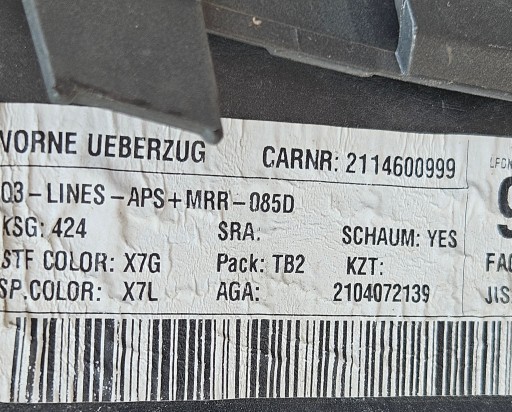 VORNE UEBERZUG CARNR: 2114600999
Q3-LINES-APS+MRR-085D
KSG: 424 SRA: SCHAUM: YES
STF COLOR: X7G Pack: TB2 KZT:
SP.COLOR: X7L AGA: 2104072139